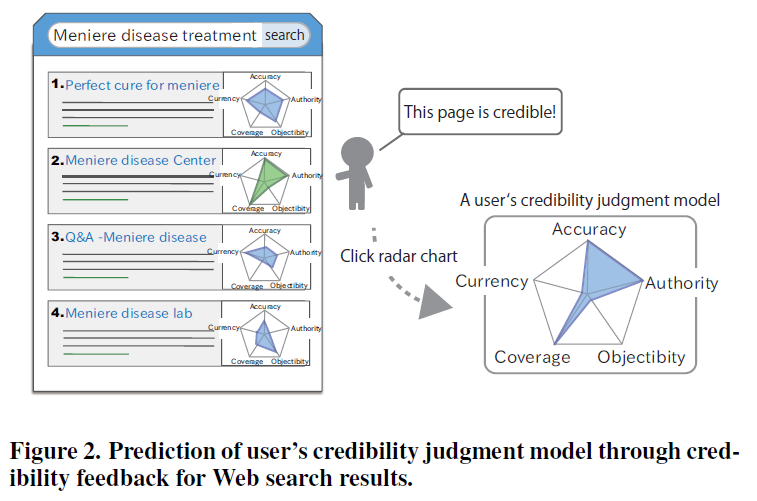 Meniere disease treatment search
1. Perfect cure for meniere
Accuracy
Currency
Authority
Coverage
Objectibity
2. Meniere disease Center
Accuracy
Currency
Authority
Coverage
Objectibity
3. Q&A -Meniere disease
Accuracy
Currency
Authority
Coverage
Objectibity
4. Meniere disease lab
Accuracy
Currency
Authority
Coverage
Objectibity
This page is credible!
Click radar chart
A user's credibility judgment model
Accuracy
Currency
Authority
Coverage
Objectibity
Figure 2. Prediction of user's credibility judgment model through cred-
ibility feedback for Web search results.